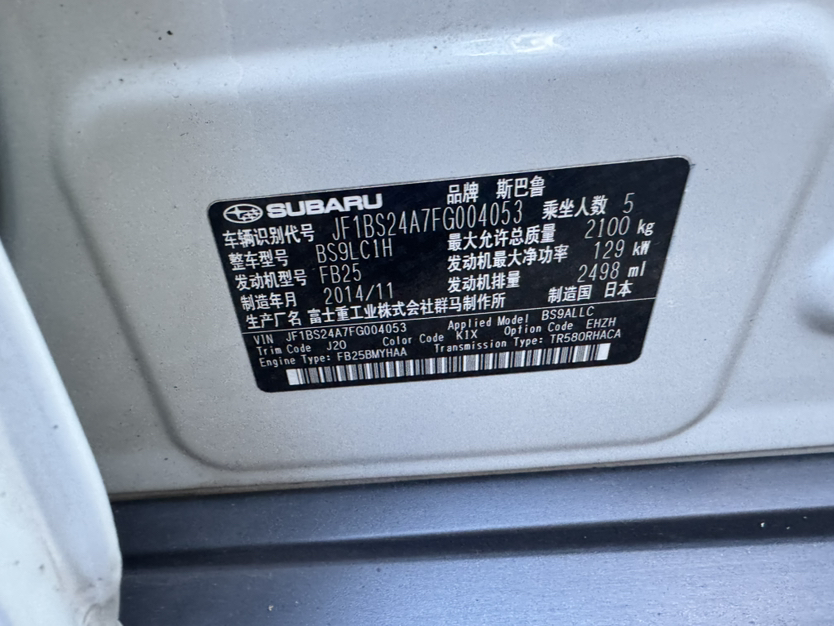 SUBARU 品牌 斯巴鲁
车辆识别代号 JF1BS24A7FG004053 乘坐人数 5
整车型号 BS9LC1H 最大允许总质量 2100 kg
发动机型号 FB25 发动机最大净功率 129 kW
制造年月 2014/11 发动机排量 2498 ml
生产厂名 富士重工业株式会社群马制作所 制造国 日本
VIN JF1BS24A7FG004053 Applied Model BS9ALLC
Trim Code J20 Color Code K1X Option Code EHZH
Engine Type: FB25BMYHAA Transmission Type: TR580RHACA